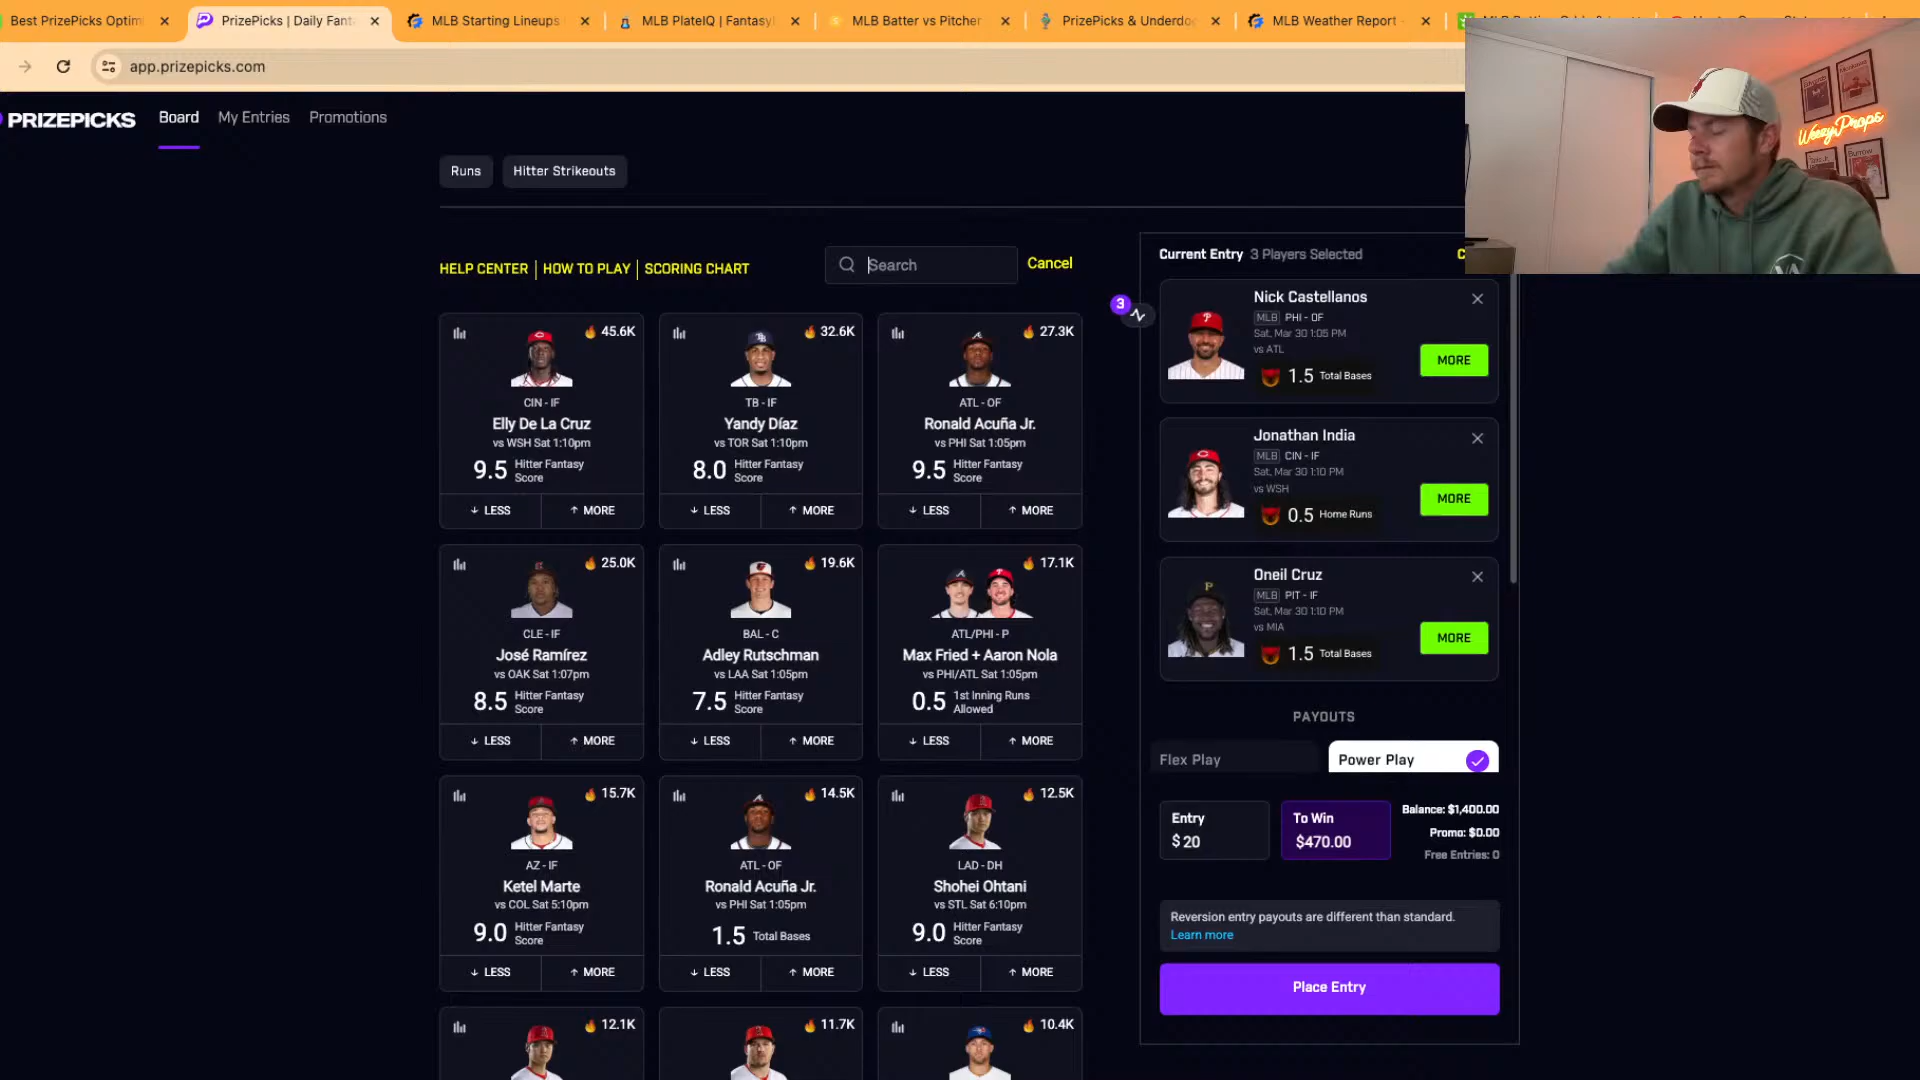 Best PrizePicks Optimi
PrizePicks | Daily Fant
MLB Starting Lineups
MLB PlateIQ | Fantasy
MLB Batter vs Pitcher
PrizePicks & Underdo
MLB Weather Report -
app.prizepicks.com
PRIZEPICKS
Board
My Entries
Promotions
Runs
Hitter Strikeouts
HELP CENTER
HOW TO PLAY
SCORING CHART
Search
Cancel
45.6K
CIN - IF
Elly De La Cruz
vs WSH Sat 1:10pm
9.5 Hitter Fantasy Score
LESS
MORE
32.6K
TB - IF
Yandy Díaz
vs TOR Sat 1:10pm
8.0 Hitter Fantasy Score
LESS
MORE
27.3K
ATL - OF
Ronald Acuña Jr.
vs PHI Sat 1:05pm
9.5 Hitter Fantasy Score
LESS
MORE
25.0K
CLE - IF
José Ramírez
vs OAK Sat 1:07pm
8.5 Hitter Fantasy Score
LESS
MORE
19.6K
BAL - C
Adley Rutschman
vs LAA Sat 1:05pm
7.5 Hitter Fantasy Score
LESS
MORE
17.1K
ATL/PHI - P
Max Fried + Aaron Nola
vs PHI/ATL Sat 1:05pm
0.5 1st Inning Runs Allowed
LESS
MORE
15.7K
AZ - IF
Ketel Marte
vs COL Sat 5:10pm
9.0 Hitter Fantasy Score
LESS
MORE
14.5K
ATL - OF
Ronald Acuña Jr.
vs PHI Sat 1:05pm
1.5 Total Bases
LESS
MORE
12.5K
LAD - DH
Shohei Ohtani
vs STL Sat 6:10pm
9.0 Hitter Fantasy Score
LESS
MORE
12.1K
11.7K
10.4K
Current Entry 3 Players Selected
3
Nick Castellanos
MLB PHI - OF
Sat, Mar 30 1:05 PM
vs ATL
1.5 Total Bases
MORE
Jonathan India
MLB CIN - IF
Sat, Mar 30 1:10 PM
vs WSH
0.5 Home Runs
MORE
Oneil Cruz
MLB PIT - IF
Sat, Mar 30 1:10 PM
vs MIA
1.5 Total Bases
MORE
PAYOUTS
Flex Play
Power Play
Entry
$ 20
To Win
$470.00
Balance: $1,400.00
Promo: $0.00
Free Entries: 0
Reversion entry payouts are different than standard.
Learn more
Place Entry
WeezyProps
Burrow